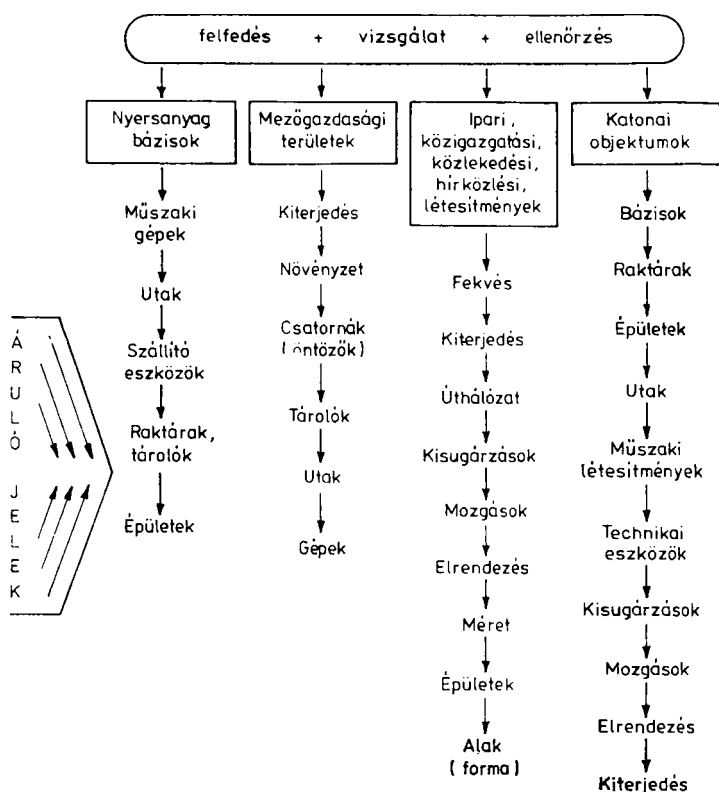 felfedés + vizsgálat + ellenőrzés
Nyersanyag
bázisok
Műszaki
gépek
Utak
Szállító
eszközök
Raktárak,
tárolók
Épületek
Mezőgazdasági
területek
Kiterjedés
Növényzet
Csatornák
(öntözők)
Tárolók
Utak
Gépek
Ipari,
közigazgatási,
közlekedési,
hírközlési,
létesítmények
Fekvés
Kiterjedés
Úthálózat
Kisugárzások
Mozgások
Elrendezés
Méret
Épületek
Alak
(forma)
Katonai
objektumok
Bázisok
Raktárak
Épületek
Utak
Műszaki
létesítmények
Technikai
eszközök
Kisugárzások
Mozgások
Elrendezés
Kiterjedés
ÁRULÓ JELEK